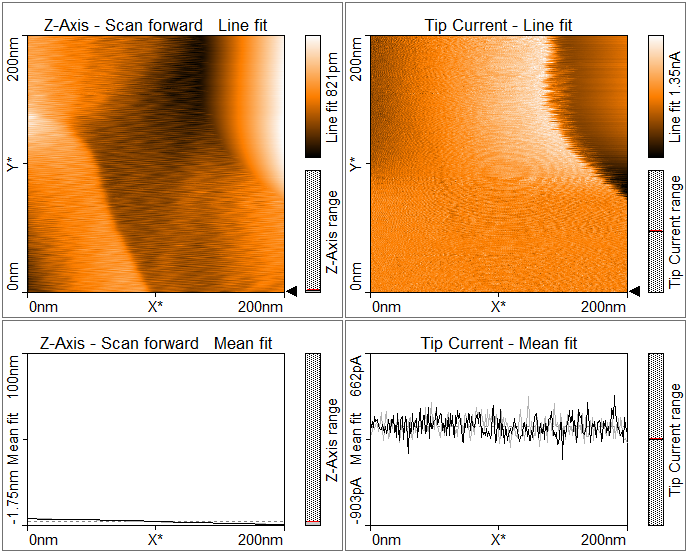 Z-Axis - Scan forward   Line fit
200nm
Y*
0nm
0nm
X*
200nm
Line fit 821pm
Z-Axis range
Tip Current - Line fit
200nm
Y*
0nm
0nm
X*
200nm
Line fit 1.35nA
Tip Current range
Z-Axis - Scan forward   Mean fit
100nm
Mean fit
-1.75nm
0nm
X*
200nm
Z-Axis range
Tip Current - Mean fit
662pA
Mean fit
-903pA
0nm
X*
200nm
Tip Current range